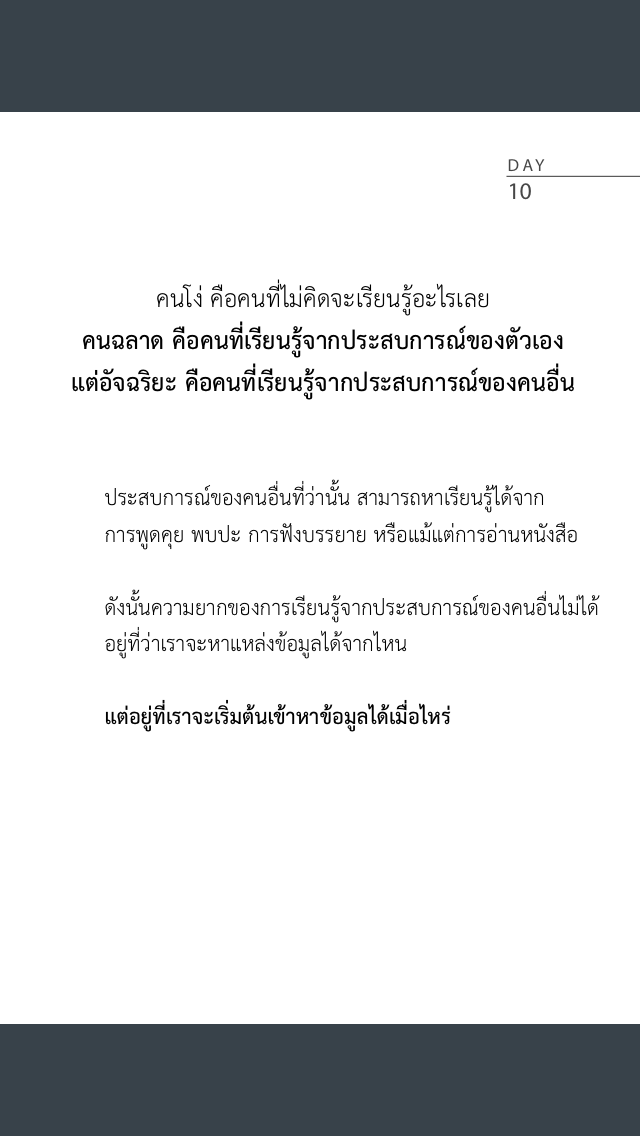 DAY
10
คนโง่ คือคนที่ไม่คิดจะเรียนรู้อะไรเลย
คนฉลาด คือคนที่เรียนรู้จากประสบการณ์ของตัวเอง
แต่อัจฉริยะ คือคนที่เรียนรู้จากประสบการณ์ของคนอื่น
ประสบการณ์ของคนอื่นที่ว่านั้น สามารถหาเรียนรู้ได้จาก
การพูดคุย พบปะ การฟังบรรยาย หรือแม้แต่การอ่านหนังสือ
ดังนั้นความยากของการเรียนรู้จากประสบการณ์ของคนอื่นไม่ได้
อยู่ที่ว่าเราจะหาแหล่งข้อมูลได้จากไหน
แต่อยู่ที่เราจะเริ่มต้นเข้าหาข้อมูลได้เมื่อไหร่